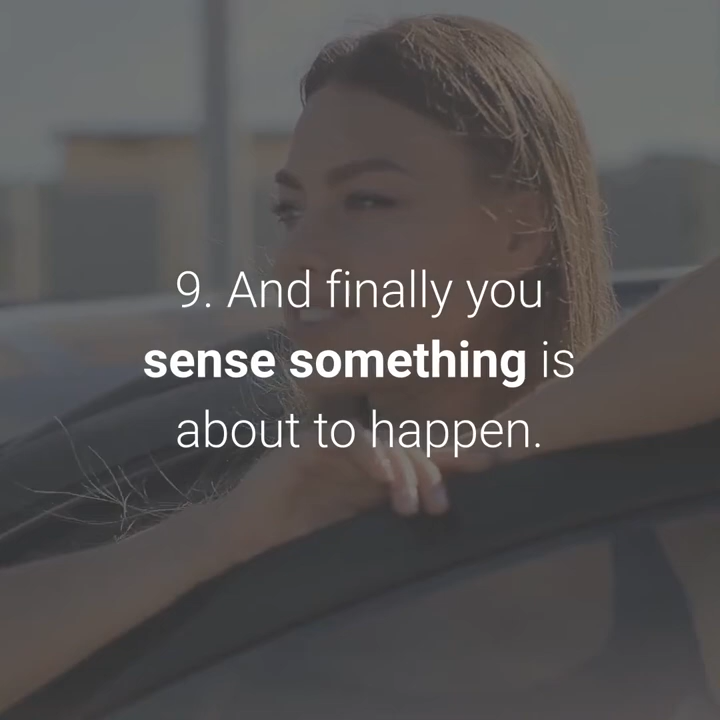 9. And finally you
sense something is
about to happen.